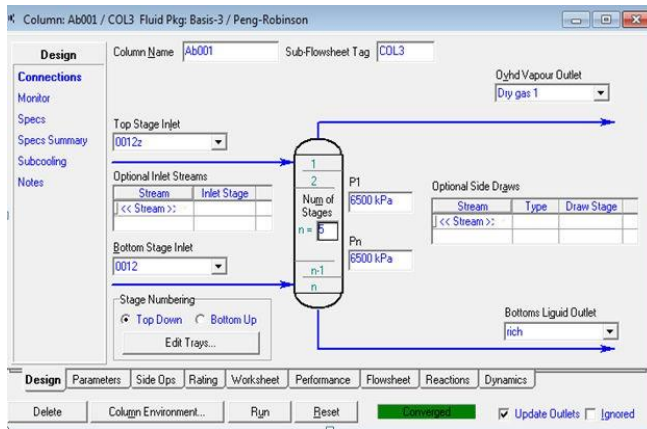 Column: Ab001 / COL3 Fluid Pkg: Basis-3 / Peng-Robinson
Design
Connections
Monitor
Specs
Specs Summary
Subcooling
Notes
Column Name Ab001 Sub-Flowsheet Tag COL3
Ovhd Vapour Outlet
Dry gas 1
Top Stage Inlet
0012z
Optional Inlet Streams
Stream Inlet Stage
<< Stream >>
1
2
Num of
Stages
n = 5
n-1
n
P1
6500 kPa
Pn
6500 kPa
Optional Side Draws
Stream Type Draw Stage
<< Stream >>
Bottom Stage Inlet
0012
Stage Numbering
Top Down Bottom Up
Edit Trays...
Bottoms Liquid Outlet
rich
Design Parameters Side Ops Rating Worksheet Performance Flowsheet Reactions Dynamics
Delete Column Environment... Run Reset Converged Update Outlets Ignored